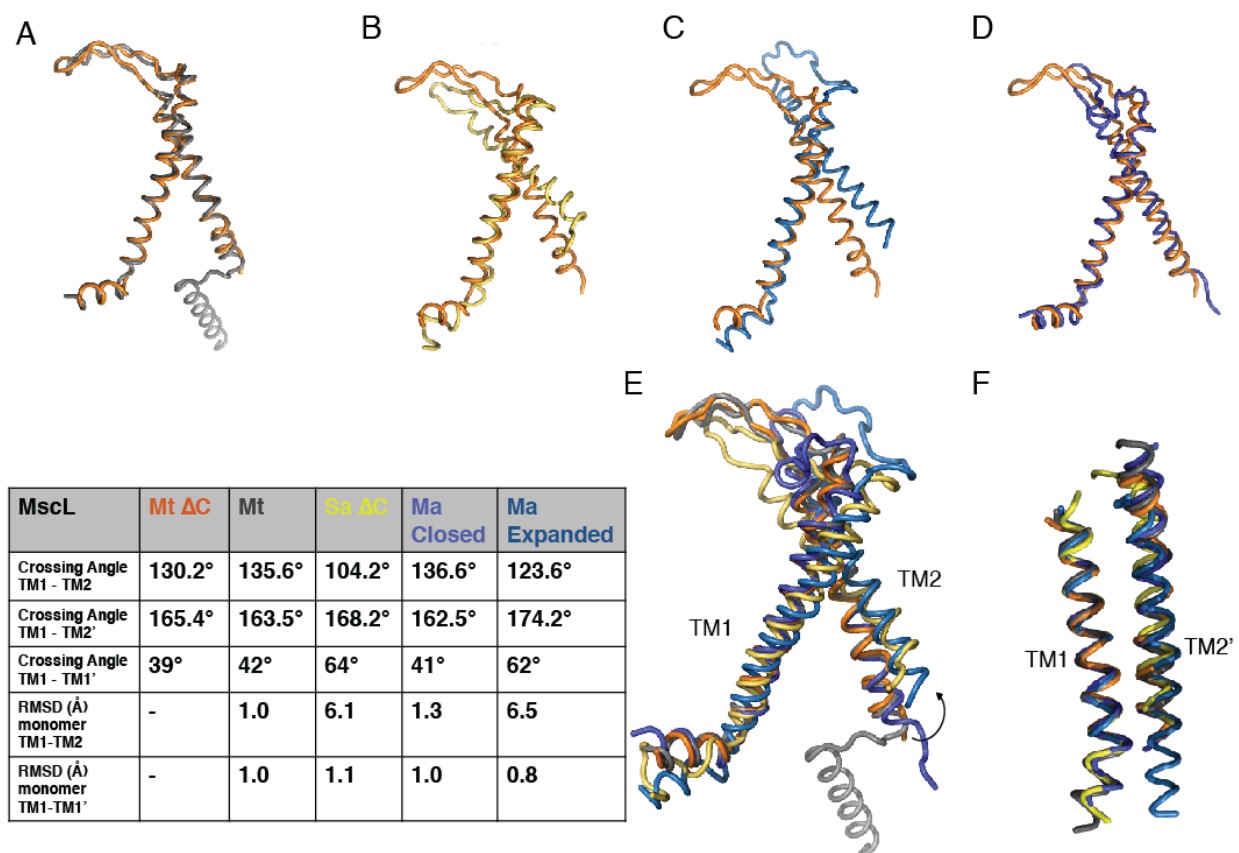 A
B
C
D
E
F
TM1
TM2
TM1
TM2'
MscL Mt ΔC Mt Sa ΔC Ma Closed Ma Expanded
Crossing Angle TM1 - TM2 130.2° 135.6° 104.2° 136.6° 123.6°
Crossing Angle TM1 - TM2' 165.4° 163.5° 168.2° 162.5° 174.2°
Crossing Angle TM1 - TM1' 39° 42° 64° 41° 62°
RMSD (Å) monomer TM1-TM2 - 1.0 6.1 1.3 6.5
RMSD (Å) monomer TM1-TM1' - 1.0 1.1 1.0 0.8